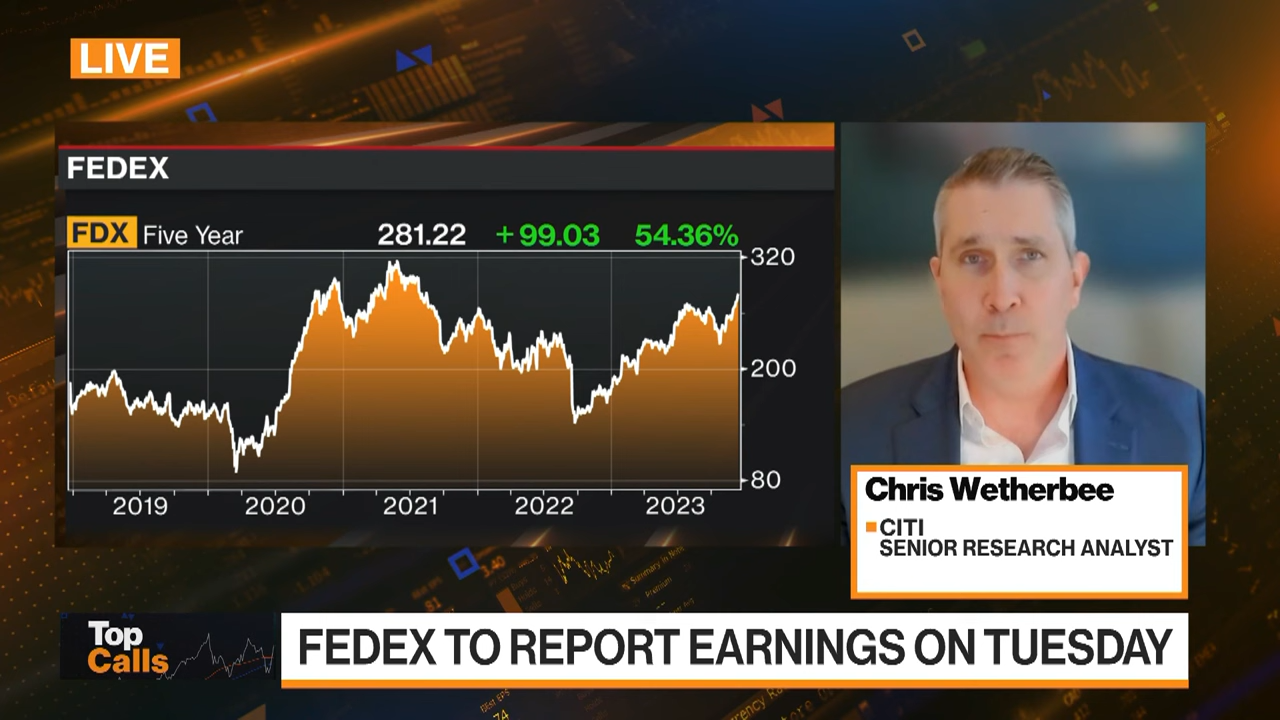 LIVE
FEDEX
FDX Five Year 281.22 +99.03 54.36%
320
200
80
2019 2020 2021 2022 2023
Chris Wetherbee
CITI
SENIOR RESEARCH ANALYST
Top
Calls
FEDEX TO REPORT EARNINGS ON TUESDAY